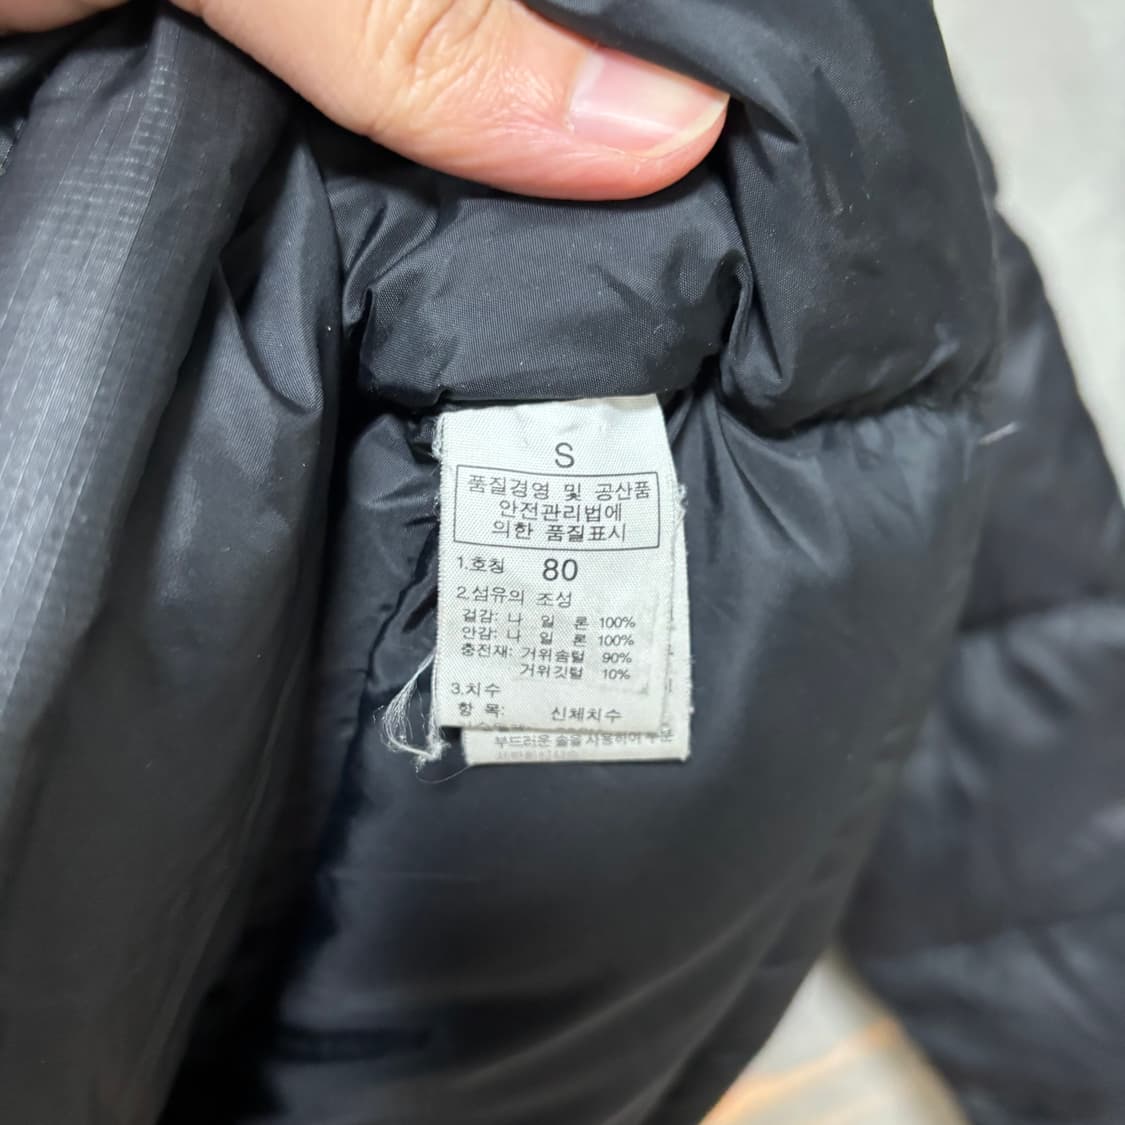 S
품질경영 및 공산품
안전관리법에
의한 품질표시
1.호칭 80
2.섬유의 조성
겉감: 나 일 론 100%
안감: 나 일 론 100%
충전재: 거위솜털 90%
거위깃털 10%
3.치수
항 목: 신체치수
부드러운 솔을 사용하여